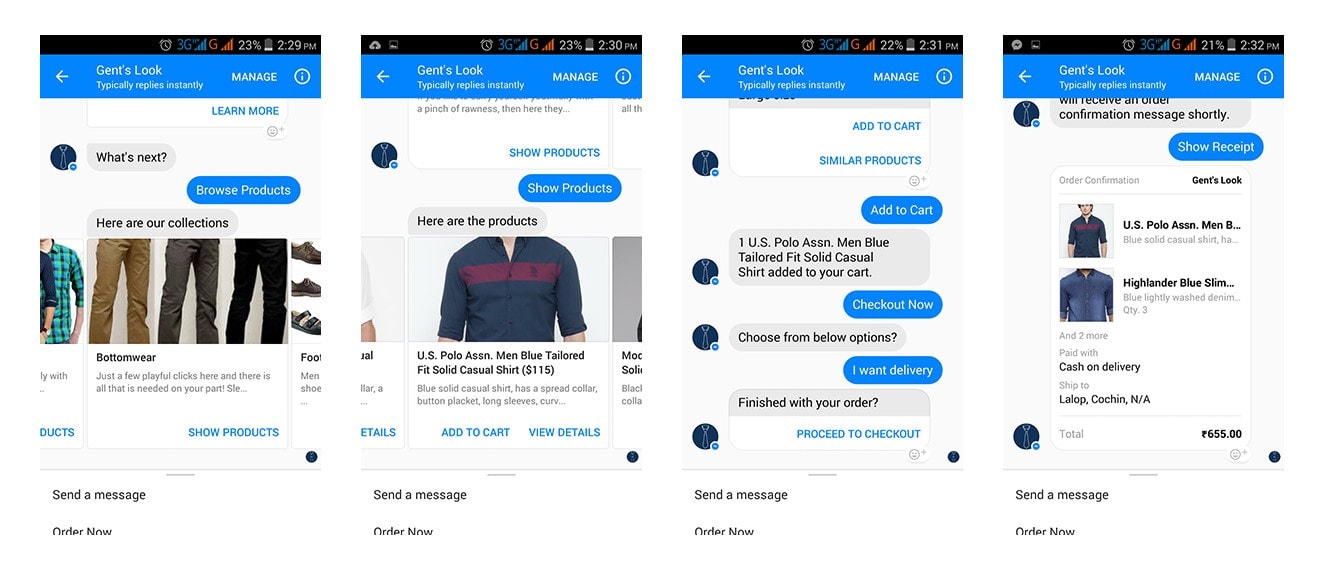 3G G 23% 2:29 PM
Gent's Look
Typically replies instantly
MANAGE
LEARN MORE
What's next?
Browse Products
Here are our collections
ly with
...
DUCTS
Bottomwear
Just a few playful clicks here and there is
all that is needed on your part! Sle...
SHOW PRODUCTS
Foot
Men
shoe
...
Send a message
Order Now
3G G 23% 2:30 PM
Gent's Look
Typically replies instantly
MANAGE
a pinch of rawness, then here they...
all th
SHOW PRODUCTS
Show Products
Here are the products
ual
llar, a
...
ETAILS
U.S. Polo Assn. Men Blue Tailored
Fit Solid Casual Shirt ($115)
Blue solid casual shirt, has a spread collar,
button placket, long sleeves, curv...
ADD TO CART VIEW DETAILS
Mod
Solid
Black
colla
Send a message
Order Now
3G G 22% 2:31 PM
Gent's Look
Typically replies instantly
MANAGE
Large Size
ADD TO CART
SIMILAR PRODUCTS
Add to Cart
1 U.S. Polo Assn. Men Blue
Tailored Fit Solid Casual
Shirt added to your cart.
Checkout Now
Choose from below options?
I want delivery
Finished with your order?
PROCEED TO CHECKOUT
Send a message
Order Now
3G G 21% 2:32 PM
Gent's Look
Typically replies instantly
MANAGE
will receive an order
confirmation message shortly.
Show Receipt
Order Confirmation Gent's Look
U.S. Polo Assn. Men B...
Blue solid casual shirt, ha...
Highlander Blue Slim...
Blue lightly washed denim...
Qty. 3
And 2 more
Paid with
Cash on delivery
Ship to
Lalop, Cochin, N/A
Total ₹655.00
Send a message
Order Now